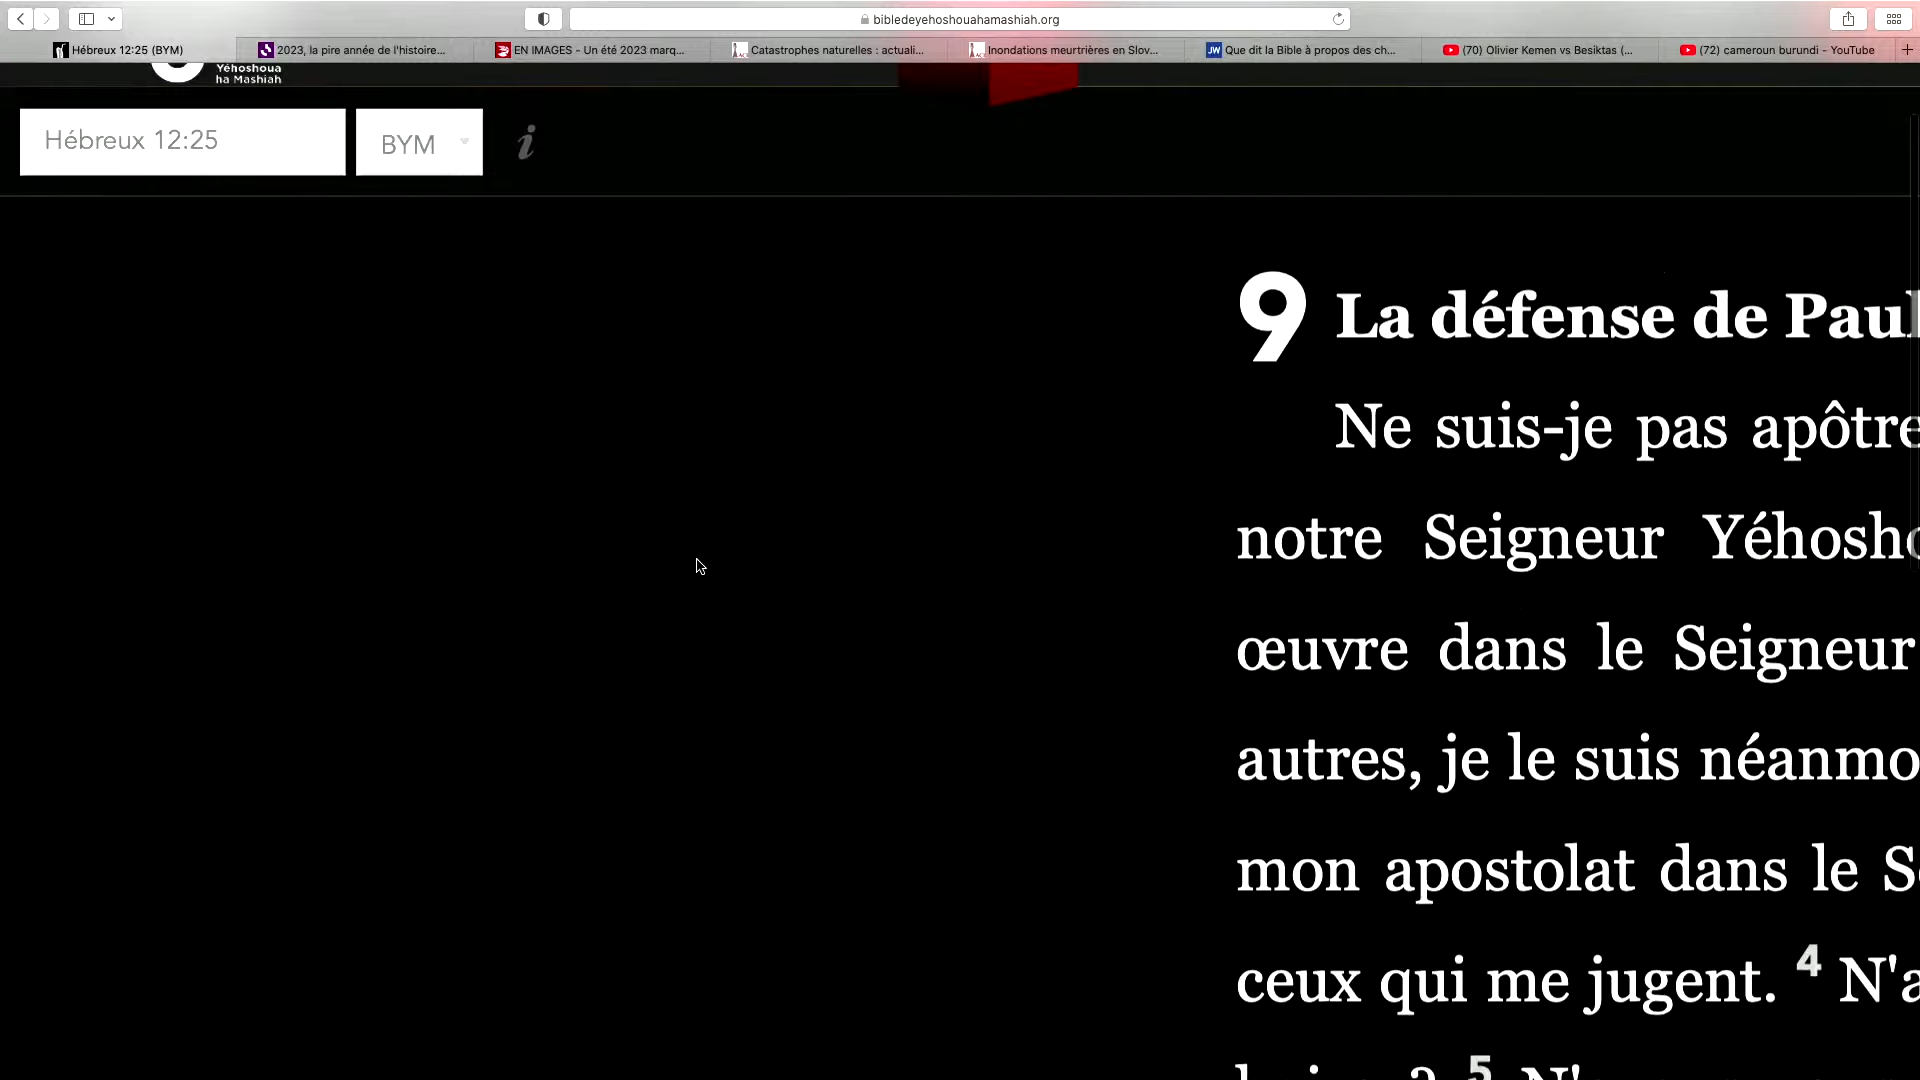 bibledeyehoshouahamashiah.org
Hébreux 12:25 (BYM)
2023, la pire année de l'histoire...
EN IMAGES - Un été 2023 marq...
Catastrophes naturelles : actuali...
Inondations meurtrières en Slov...
JW Que dit la Bible à propos des ch...
(70) Olivier Kemen vs Besiktas (...
(72) cameroun burundi - YouTube
Yéhoshoua
ha Mashiah
Hébreux 12:25
BYM
i
9 La défense de Paul
Ne suis-je pas apôtre
notre Seigneur Yéhosho
œuvre dans le Seigneur
autres, je le suis néanmo
mon apostolat dans le S
ceux qui me jugent. 4 N'a
5